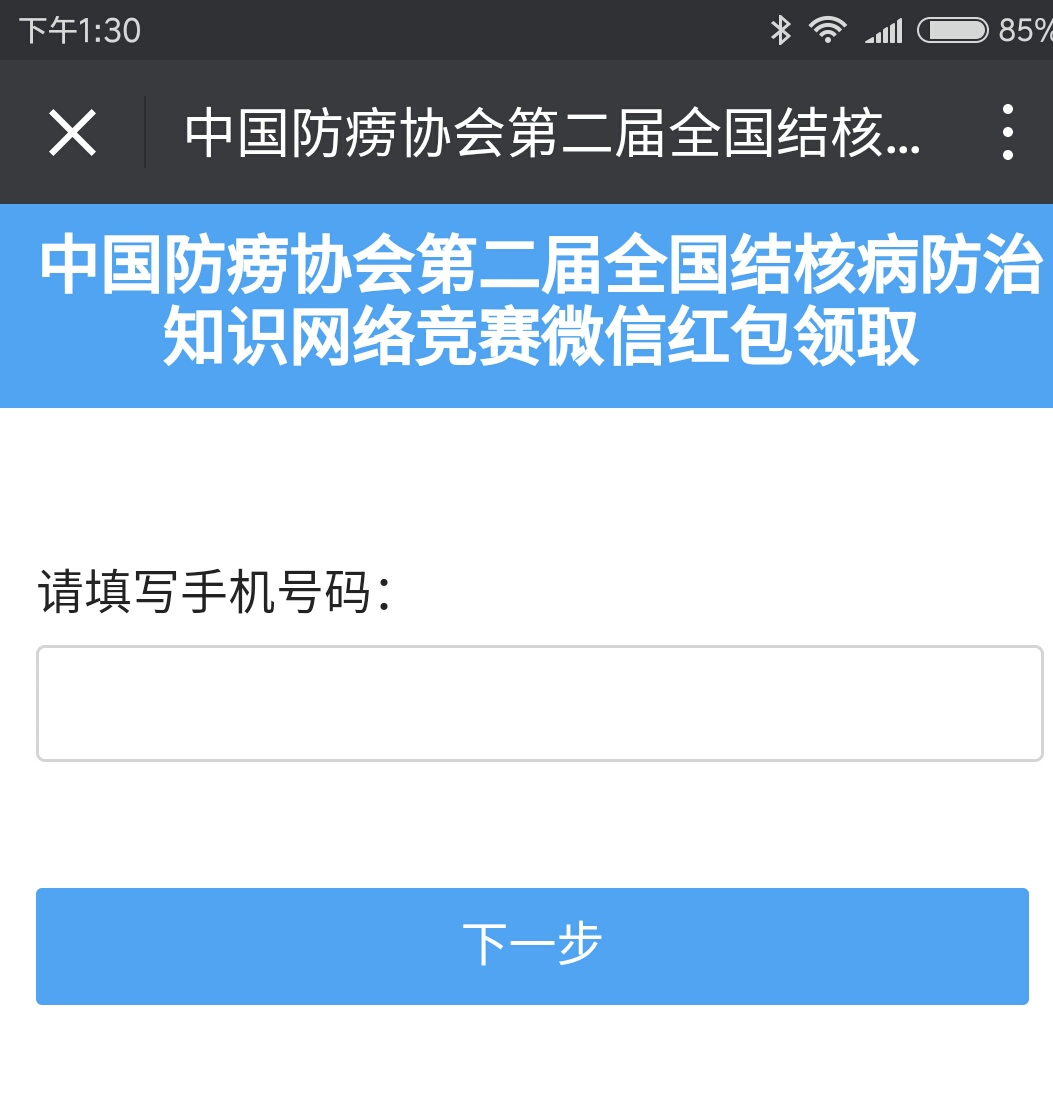 下午1:30
85%
中国防痨协会第二届全国结核...
中国防痨协会第二届全国结核病防治
知识网络竞赛微信红包领取
请填写手机号码：
下一步